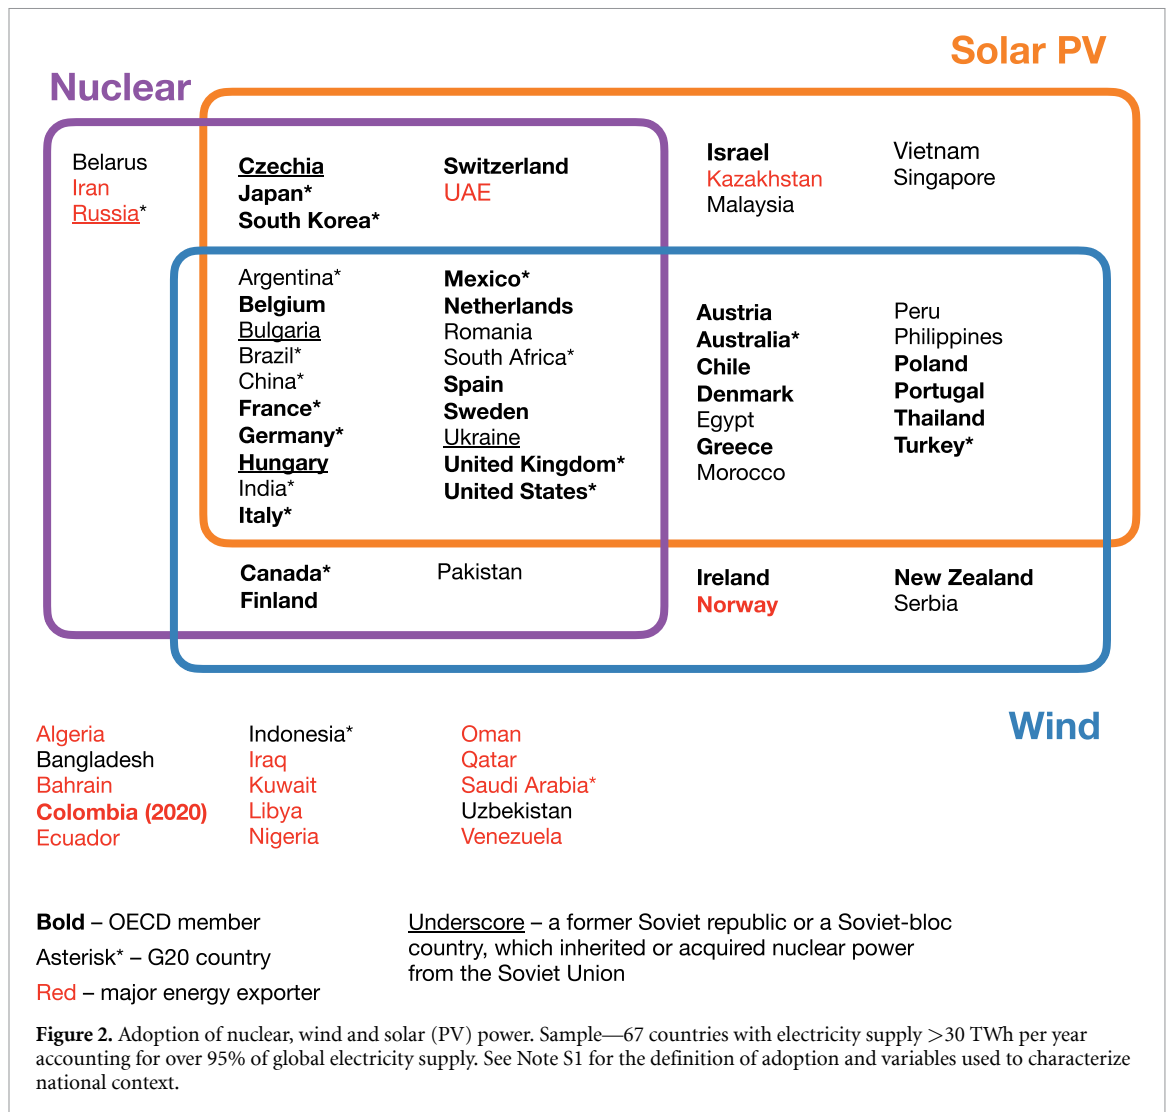 Solar PV
Nuclear
Belarus
Iran
Russia*
Czechia
Japan*
South Korea*
Switzerland
UAE
Israel
Kazakhstan
Malaysia
Vietnam
Singapore
Argentina*
Belgium
Bulgaria
Brazil*
China*
France*
Germany*
Hungary
India*
Italy*
Mexico*
Netherlands
Romania
South Africa*
Spain
Sweden
Ukraine
United Kingdom*
United States*
Austria
Australia*
Chile
Denmark
Egypt
Greece
Morocco
Peru
Philippines
Poland
Portugal
Thailand
Turkey*
Canada*
Finland
Pakistan
Ireland
Norway
New Zealand
Serbia
Wind
Algeria
Bangladesh
Bahrain
Colombia (2020)
Ecuador
Indonesia*
Iraq
Kuwait
Libya
Nigeria
Oman
Qatar
Saudi Arabia*
Uzbekistan
Venezuela
Bold – OECD member
Asterisk* – G20 country
Red – major energy exporter
Underscore – a former Soviet republic or a Soviet-bloc
country, which inherited or acquired nuclear power
from the Soviet Union
Figure 2. Adoption of nuclear, wind and solar (PV) power. Sample—67 countries with electricity supply >30 TWh per year
accounting for over 95% of global electricity supply. See Note S1 for the definition of adoption and variables used to characterize
national context.